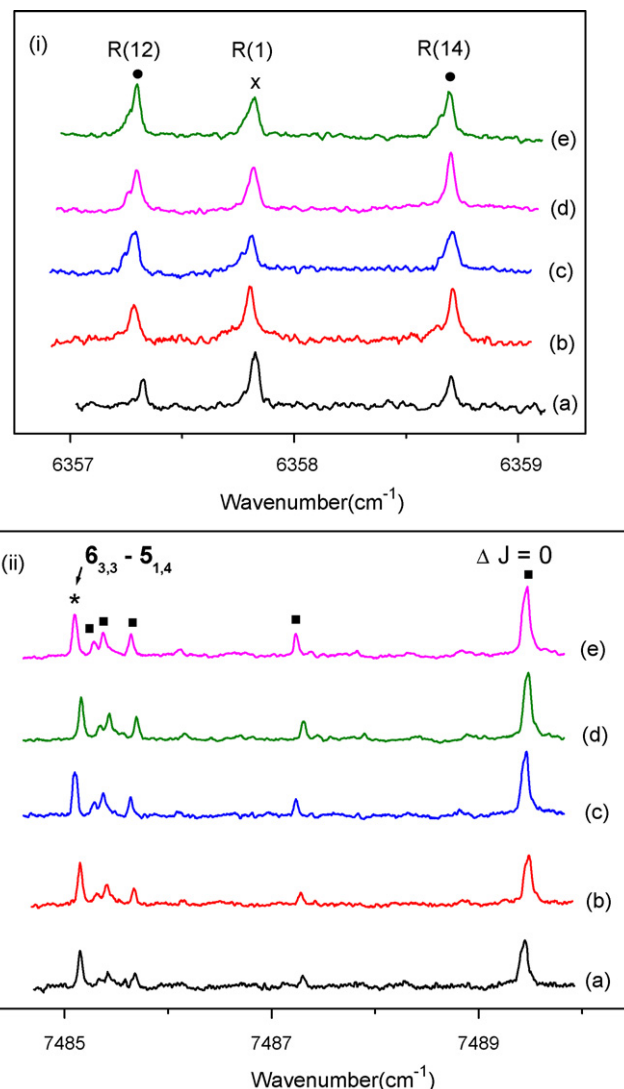 (i)
R(12) R(1) R(14)
● x ●
(e)
(d)
(c)
(b)
(a)
6357 6358 6359
Wavenumber(cm⁻¹)
(ii)
6₃,₃ - 5₁,₄ Δ J = 0
* ■ ■ ■ ■ ■
(e)
(d)
(c)
(b)
(a)
7485 7487 7489
Wavenumber(cm⁻¹)